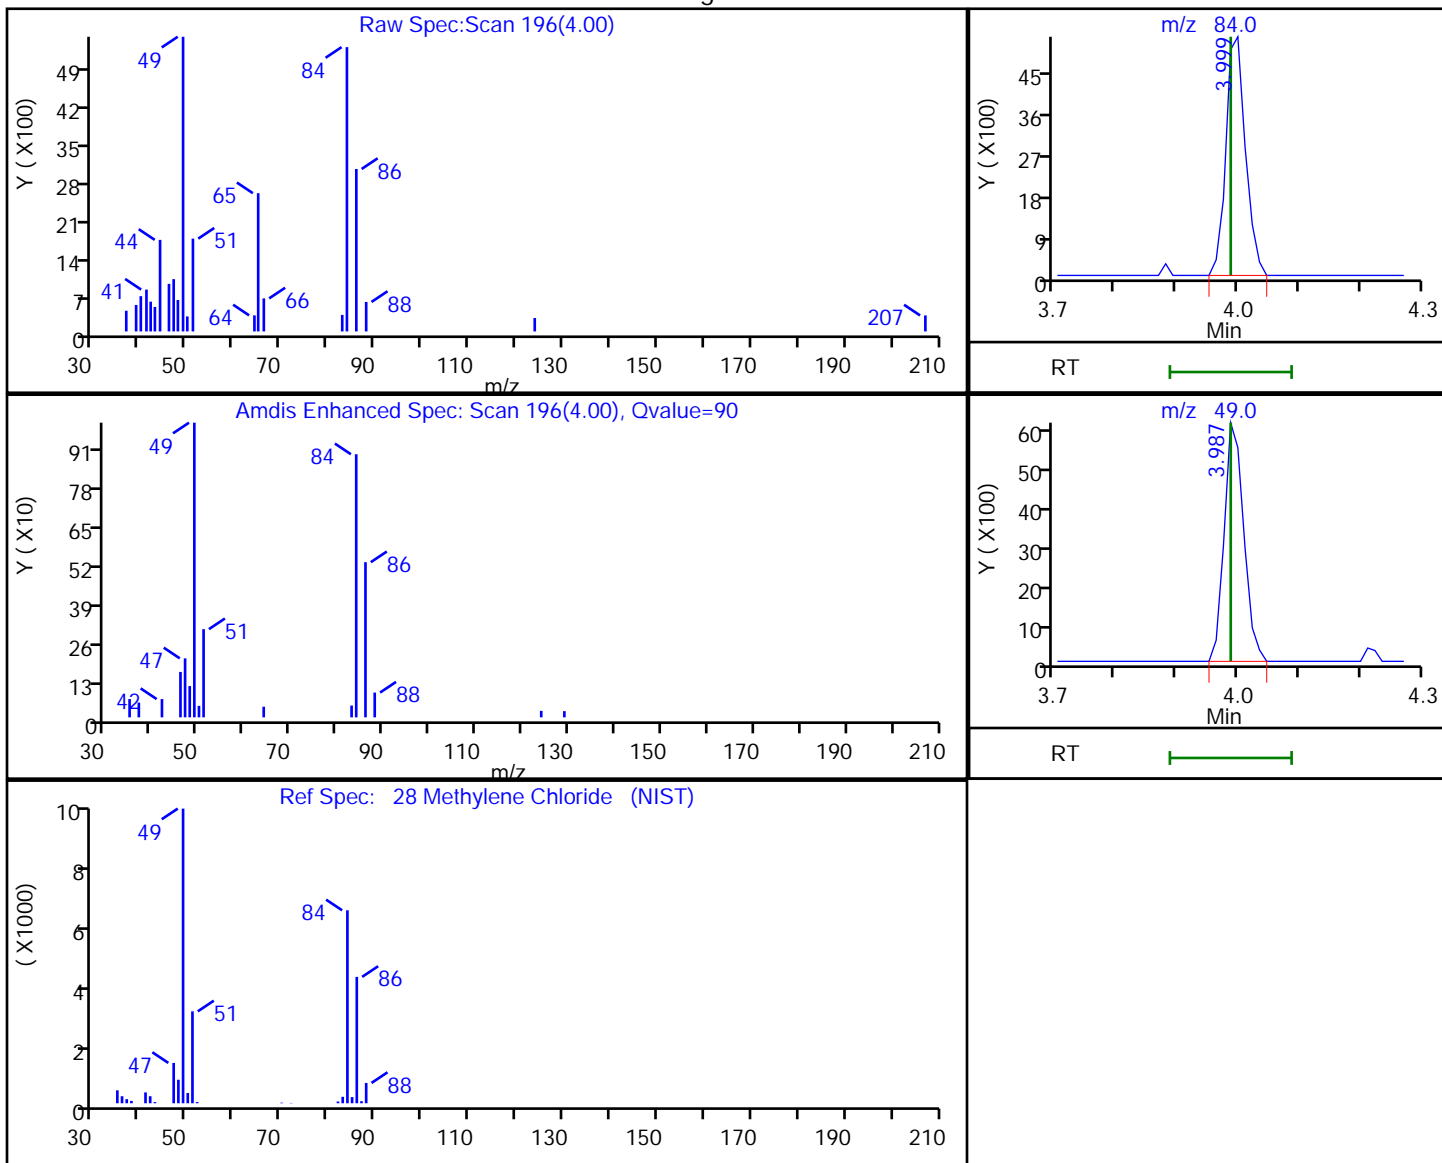 Raw Spec:Scan 196(4.00)
Y ( X100)
49
42
35
28
21
14
7
0
49
84
86
65
44
51
41
64
66
88
207
30 50 70 90 110 130 150 170 190 210
m/z
m/z 84.0
Y ( X100)
45
36
27
18
9
0
3.999
3.7 4.0 4.3
Min
RT
Amdis Enhanced Spec: Scan 196(4.00), Qvalue=90
Y ( X10)
91
78
65
52
39
26
13
0
49
84
86
51
47
42
88
30 50 70 90 110 130 150 170 190 210
m/z
m/z 49.0
Y ( X100)
60
50
40
30
20
10
0
3.987
3.7 4.0 4.3
Min
RT
Ref Spec: 28 Methylene Chloride (NIST)
( X1000)
10
8
6
4
2
0
49
84
86
51
47
88
30 50 70 90 110 130 150 170 190 210